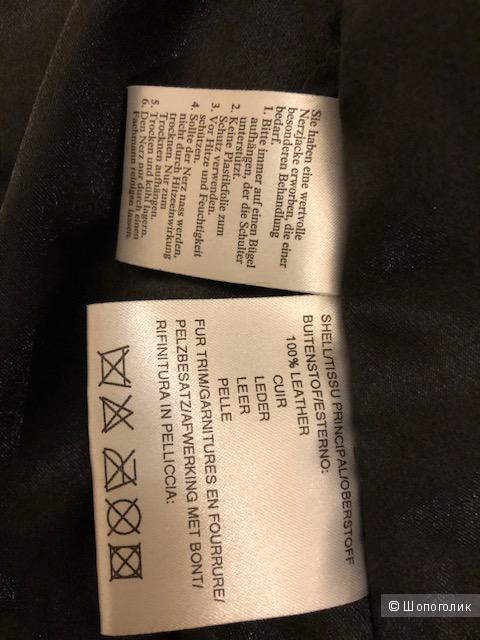 Sie haben eine wertvolle
Nerzjacke erworben, die einer
besonderen Behandlung
bedarf.
1. Bitte immer auf einen Bügel
aufhängen, der die Schulter
unterstützt.
2. Keine Plastikfolie zum
Schutz verwenden.
3. Vor Hitze und Feuchtigkeit
schützen.
4. Sollte der Nerz nass werden,
nicht durch Hitzeeinwirkung
trocknen. Nur zum
Trocknen aufhängen.
5. Trocken und kühl lagern.
6. Den Nerz nur durch einen
Fachmann reinigen lassen.
SHELL/TISSU PRINCIPAL/OBERSTOFF
BUITENSTOF/ESTERNO:
100% LEATHER
CUIR
LEDER
LEER
PELLE
FUR TRIM/GARNITURES EN FOURRURE/
PELZBESATZ/AFWERKING MET BONT/
RIFINITURA IN PELLICCIA:
© Шопоголик